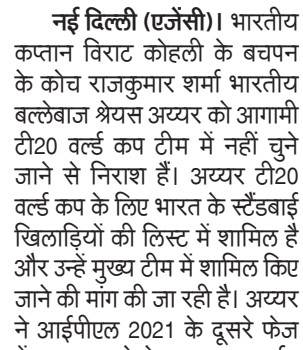 नई दिल्ली (एजेंसी)। भारतीय
कप्तान विराट कोहली के बचपन
के कोच राजकुमार शर्मा भारतीय
बल्लेबाज श्रेयस अय्यर को आगामी
टी20 वर्ल्ड कप टीम में नहीं चुने
जाने से निराश हैं। अय्यर टी20
वर्ल्ड कप के लिए भारत के स्टैंडबाई
खिलाड़ियों की लिस्ट में शामिल है
और उन्हें मुख्य टीम में शामिल किए
जाने की मांग की जा रही है। अय्यर
ने आईपीएल 2021 के दूसरे फेज